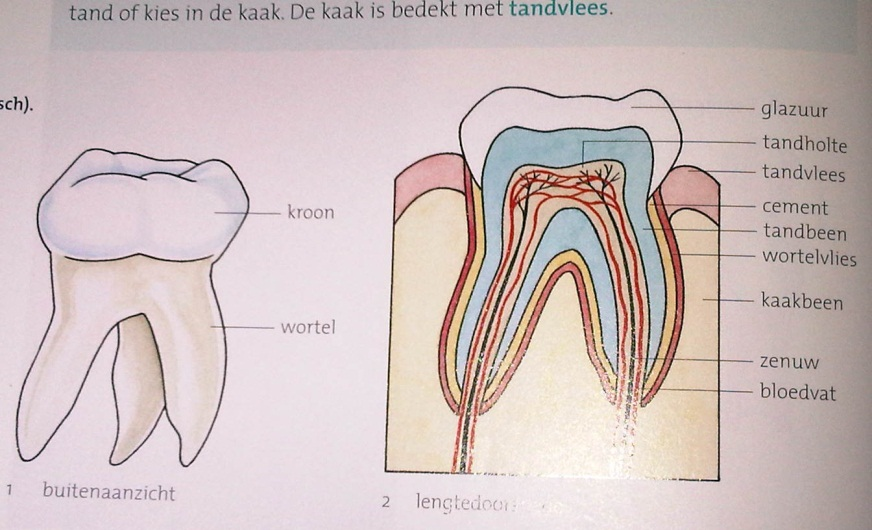 tand of kies in de kaak. De kaak is bedekt met tandvlees.
sch).
glazuur
tandholte
tandvlees
cement
tandbeen
wortelvlies
kaakbeen
zenuw
bloedvat
kroon
wortel
1 buitenaanzicht
2